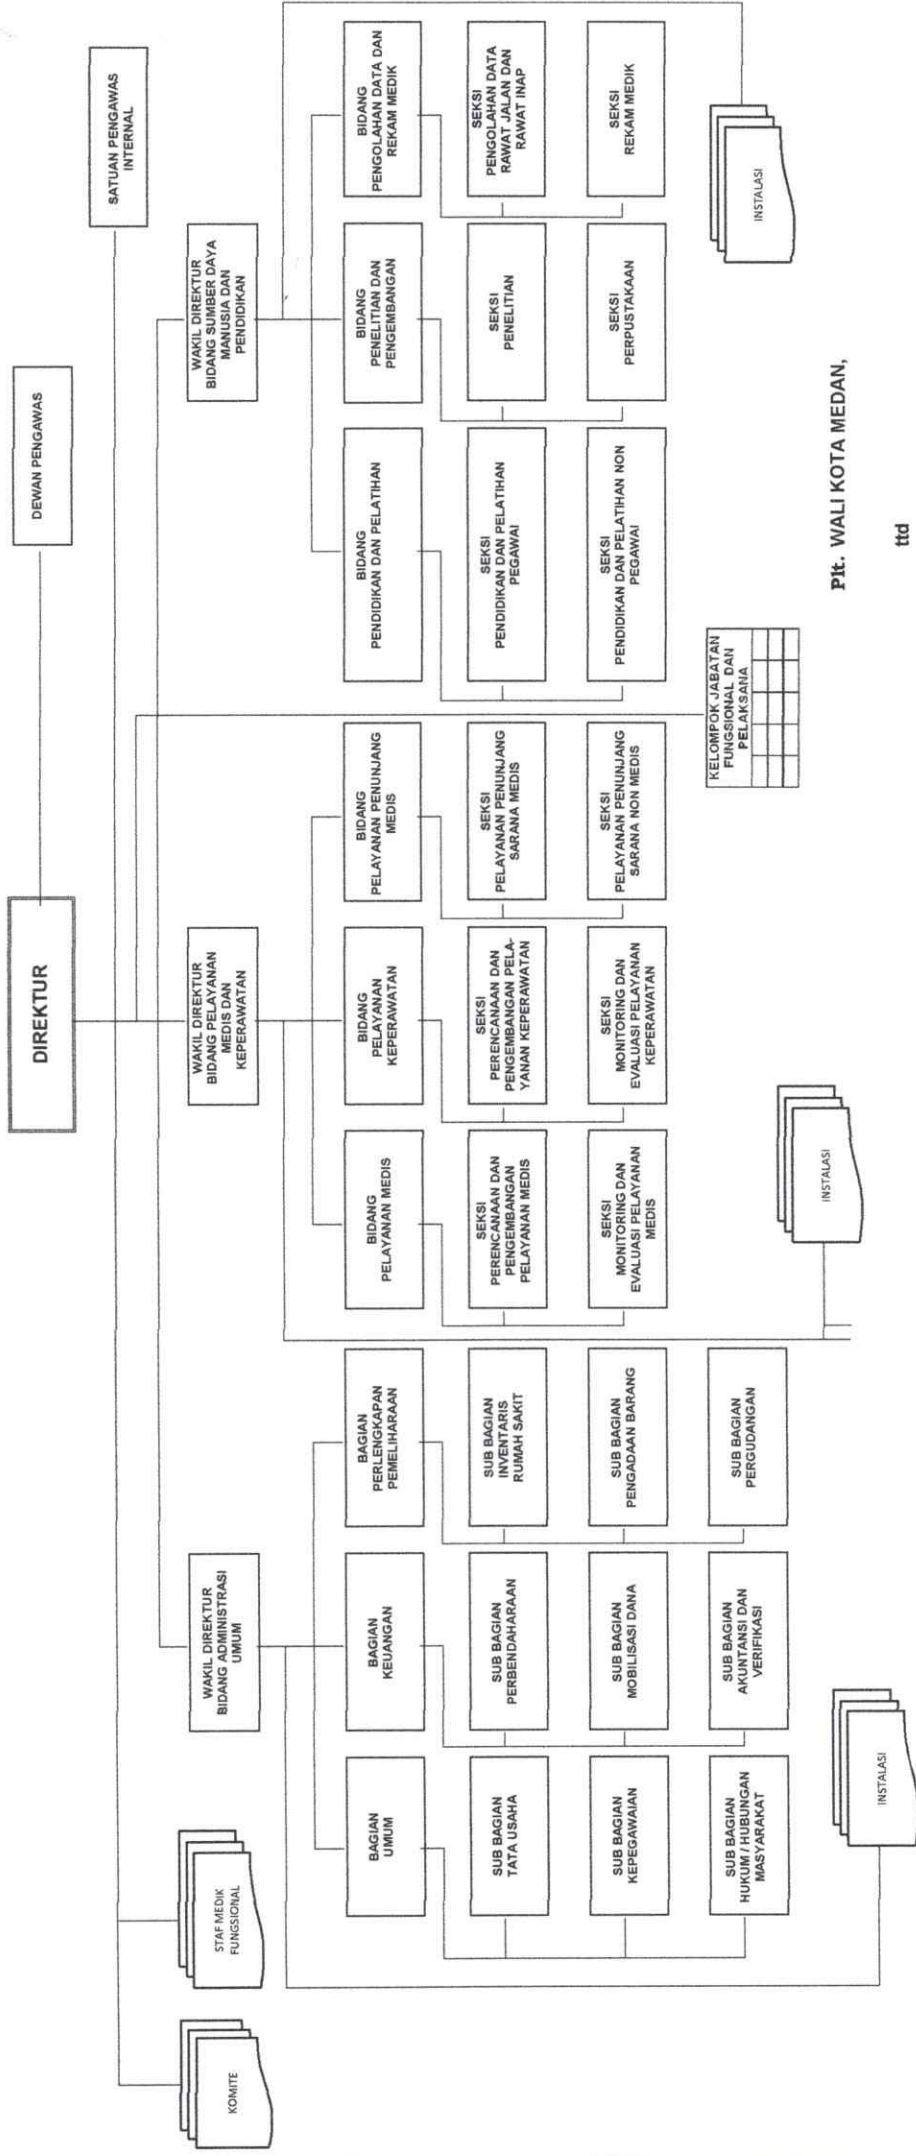 DIREKTUR
DEWAN PENGAWAS
SATUAN PENGAWAS
INTERNAL
KOMITE
STAF MEDIK
FUNGSIONAL
WAKIL DIREKTUR
BIDANG ADMINISTRASI
UMUM
WAKIL DIREKTUR
BIDANG PELAYANAN
MEDIS DAN
KEPERAWATAN
WAKIL DIREKTUR
BIDANG SUMBER DAYA
MANUSIA DAN
PENDIDIKAN
BAGIAN
UMUM
BAGIAN
KEUANGAN
BAGIAN
PERLENGKAPAN
PEMELIHARAAN
BIDANG
PELAYANAN MEDIS
BIDANG
PELAYANAN
KEPERAWATAN
BIDANG
PELAYANAN PENUNJANG
MEDIS
BIDANG
PENDIDIKAN DAN PELATIHAN
BIDANG
PENELITIAN DAN
PENGEMBANGAN
BIDANG
PENGOLAHAN DATA DAN
REKAM MEDIK
SUB BAGIAN
TATA USAHA
SUB BAGIAN
PERBENDAHARAAN
SUB BAGIAN
INVENTARIS
RUMAH SAKIT
SEKSI
PERENCANAAN DAN
PENGEMBANGAN
PELAYANAN MEDIS
SEKSI
PERENCANAAN DAN
PENGEMBANGAN PELA-
YANAN KEPERAWATAN
SEKSI
PELAYANAN PENUNJANG
SARANA MEDIS
SEKSI
PENDIDIKAN DAN PELATIHAN
PEGAWAI
SEKSI
PENELITIAN
SEKSI
PENGOLAHAN DATA
RAWAT JALAN DAN
RAWAT INAP
SUB BAGIAN
KEPEGAWAIAN
SUB BAGIAN
MOBILISASI DANA
SUB BAGIAN
PENGADAAN BARANG
SEKSI
MONITORING DAN
EVALUASI PELAYANAN
MEDIS
SEKSI
MONITORING DAN
EVALUASI PELAYANAN
KEPERAWATAN
SEKSI
PELAYANAN PENUNJANG
SARANA NON MEDIS
SEKSI
PENDIDIKAN DAN PELATIHAN NON
PEGAWAI
SEKSI
PERPUSTAKAAN
SEKSI
REKAM MEDIK
SUB BAGIAN
HUKUM / HUBUNGAN
MASYARAKAT
SUB BAGIAN
AKUNTANSI DAN
VERIFIKASI
SUB BAGIAN
PERGUDANGAN
KELOMPOK JABATAN
FUNGSIONAL DAN
PELAKSANA
INSTALASI
INSTALASI
INSTALASI
Plt. WALI KOTA MEDAN,
ttd